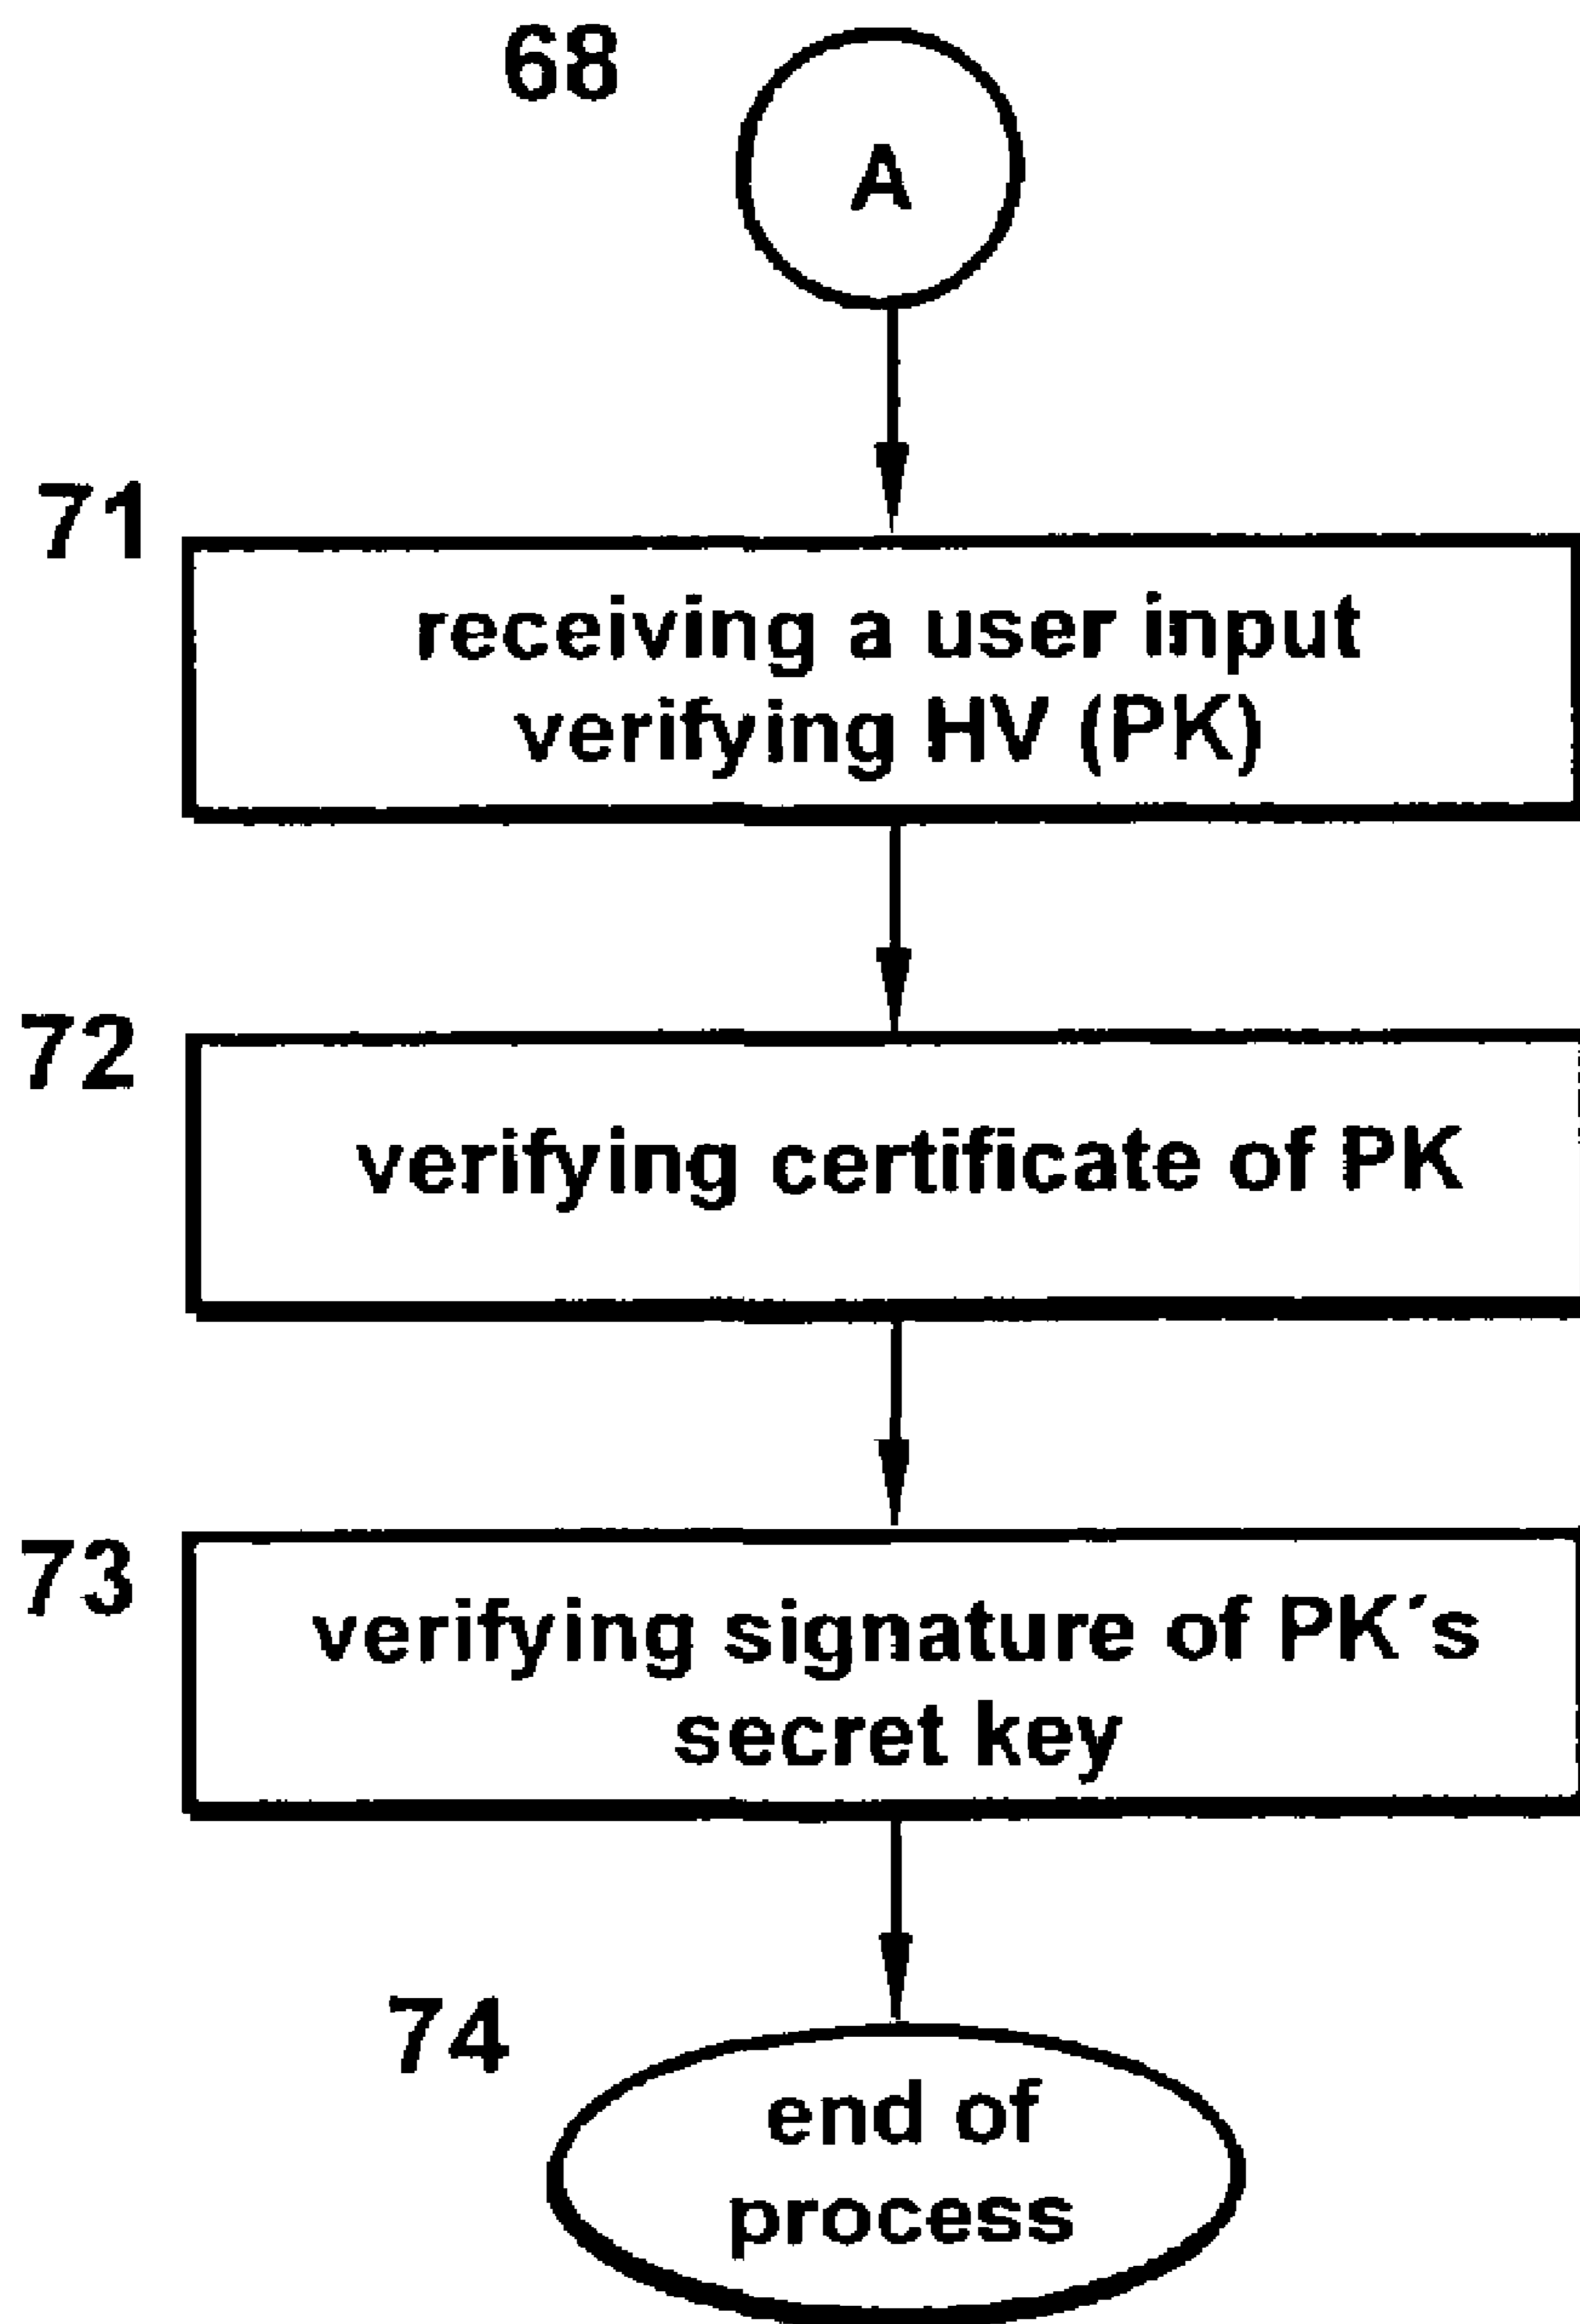 68
A
71
receiving a user input
verifying HV (PK)
72
verifying certificate of PK
73
verifying signature of PK´s
secret key
74
end of
process